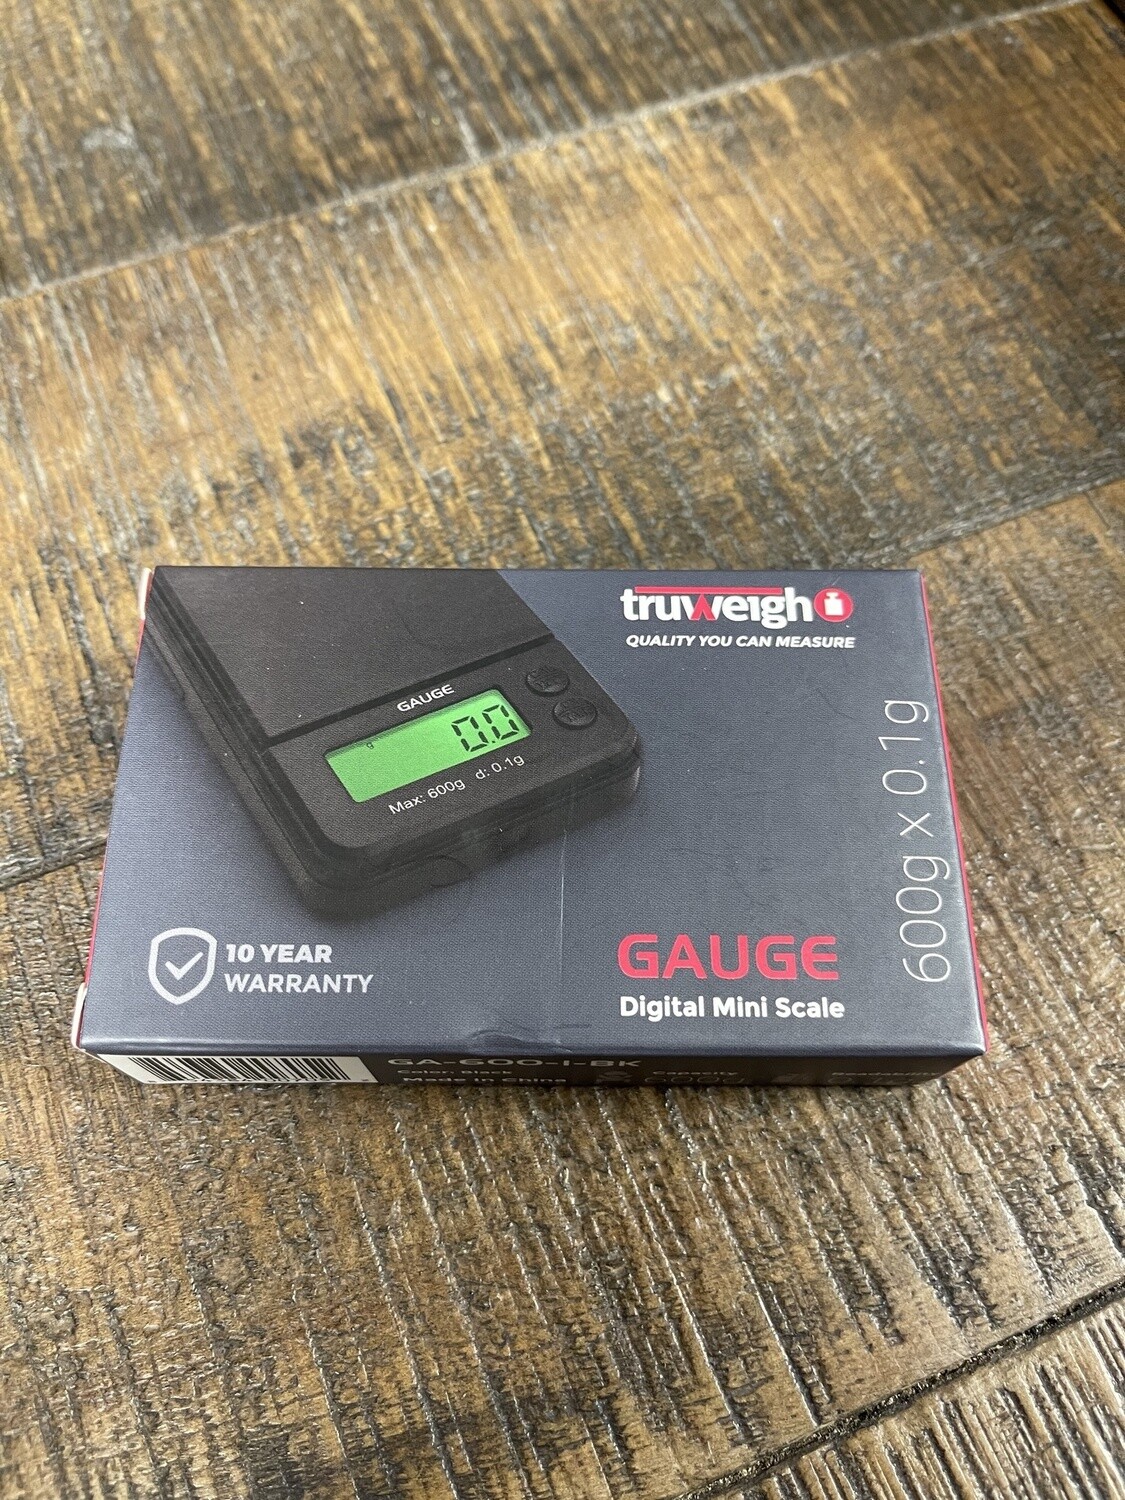 truweigh
QUALITY YOU CAN MEASURE
GAUGE
0.0
g
Max: 600g d: 0.1g
600g x 0.1g
10 YEAR
WARRANTY
GAUGE
Digital Mini Scale
GA-600-1-BK
Color: Black
Capacity
Made in China